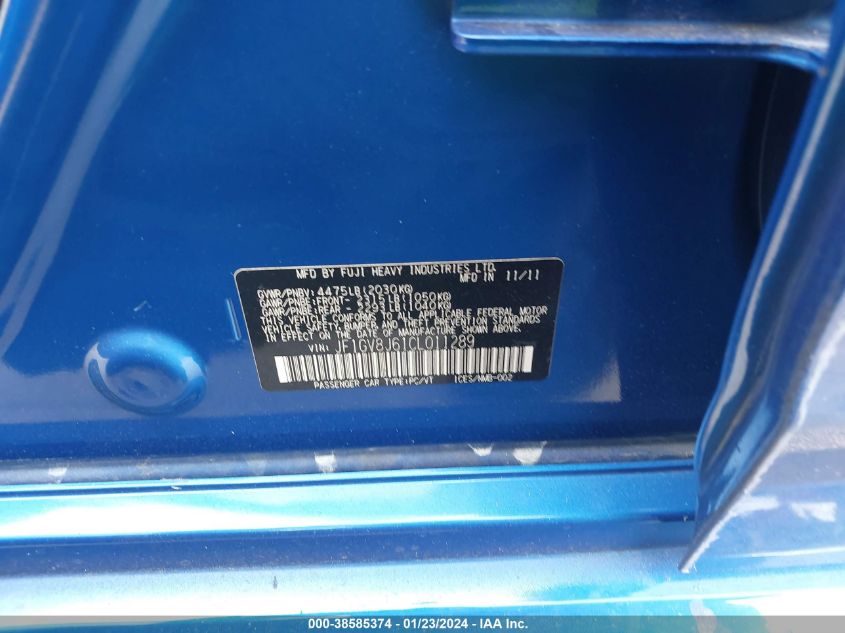 MFD BY FUJI HEAVY INDUSTRIES LTD.
MFD IN 11/11
GVWR/PNBV:4475LB(2030KG)
GAWR/PNBE:FRONT- 2315LB(1050KG)
GAWR/PNBE:REAR - 2293LB(1040KG)
THIS VEHICLE CONFORMS TO ALL APPLICABLE FEDERAL MOTOR
VEHICLE SAFETY,BUMPER,AND THEFT PREVENTION STANDARDS
IN EFFECT ON THE DATE OF MANUFACTURE SHOWN ABOVE.
VIN: JF1GV8J61CL011289
PASSENGER CAR TYPE:PC/VT ICES/NMB-002
000-38585374 - 01/23/2024 - IAA Inc.